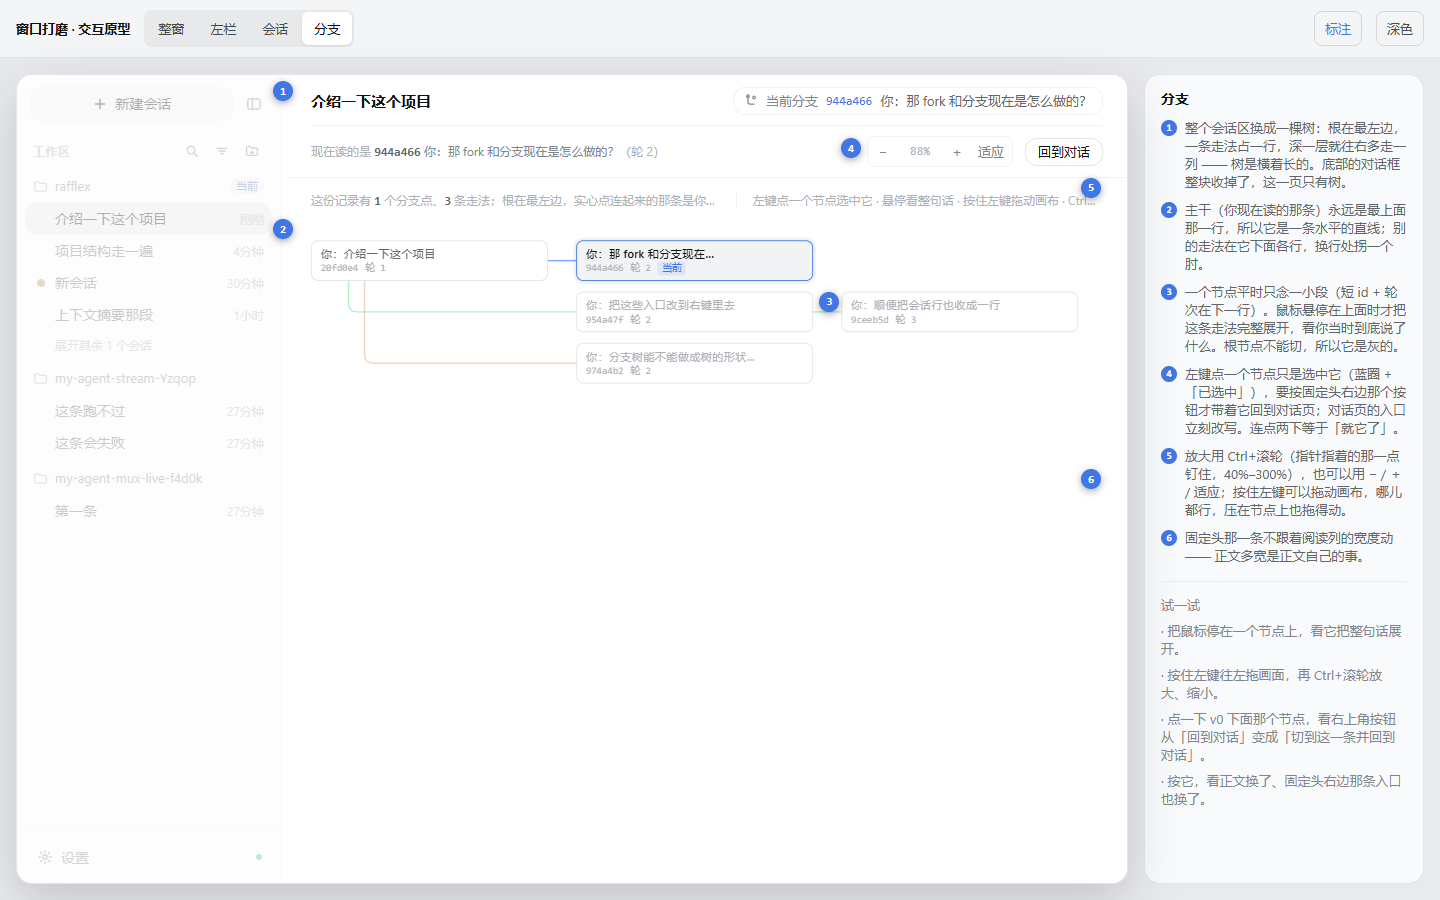 窗口打磨 · 交互原型
整窗
左栏
会话
分支
标注
深色
+ 新建会话
工作区
rafflex
当前
介绍一下这个项目
刚刚
项目结构走一遍
4分钟
新会话
30分钟
上下文摘要那段
1小时
展开其余 1 个会话
my-agent-stream-Yzqop
这条跑不过
27分钟
这条会失败
27分钟
my-agent-mux-live-f4d0k
第一条
27分钟
设置
1
2
介绍一下这个项目
当前分支 944a466 你：那 fork 和分支现在是怎么做的？
现在读的是 944a466 你：那 fork 和分支现在是怎么做的？ （轮 2）
4
− 88% + 适应
回到对话
5
这份记录有 1 个分支点、3 条走法；根在最左边，实心点连起来的那条是你...
左键点一个节点选中它 · 悬停看整句话 · 按住左键拖动画布 · Ctrl...
你：介绍一下这个项目
20fd0e4 轮 1
你：那 fork 和分支现在...
944a466 轮 2 当前
你：把这些入口改到右键里去
954a47f 轮 2
3
你：顺便把会话行也收成一行
9ceeb5d 轮 3
你：分支树能不能做成树的形状...
974a4b2 轮 2
6
分支
1 整个会话区换成一棵树：根在最左边，
一条走法占一行，深一层就往右多走一
列 —— 树是横着长的。底部的对话框
整块收掉了，这一页只有树。
2 主干（你现在读的那条）永远是最上面
那一行，所以它是一条水平的直线；别
的走法在它下面各行，换行处拐一个
肘。
3 一个节点平时只念一小段（短 id + 轮
次在下一行）。鼠标悬停在上面时才把
这条走法完整展开，看你当时到底说了
什么。根节点不能切，所以它是灰的。
4 左键点一个节点只是选中它（蓝圈 +
「已选中」），要按固定头右边那个按
钮才带着它回到对话页；对话页的入口
立刻改写。连点两下等于「就它了」。
5 放大用 Ctrl+滚轮（指针指着的那一点
钉住，40%–300%），也可以用 − / +
/ 适应；按住左键可以拖动画布，哪儿
都行，压在节点上也拖得动。
6 固定头那一条不跟着阅读列的宽度动
—— 正文多宽是正文自己的事。
试一试
· 把鼠标停在一个节点上，看它把整句话展
开。
· 按住左键往左拖画面，再 Ctrl+滚轮放
大、缩小。
· 点一下 v0 下面那个节点，看右上角按钮
从「回到对话」变成「切到这一条并回到
对话」。
· 按它，看正文换了、固定头右边那条入口
也换了。